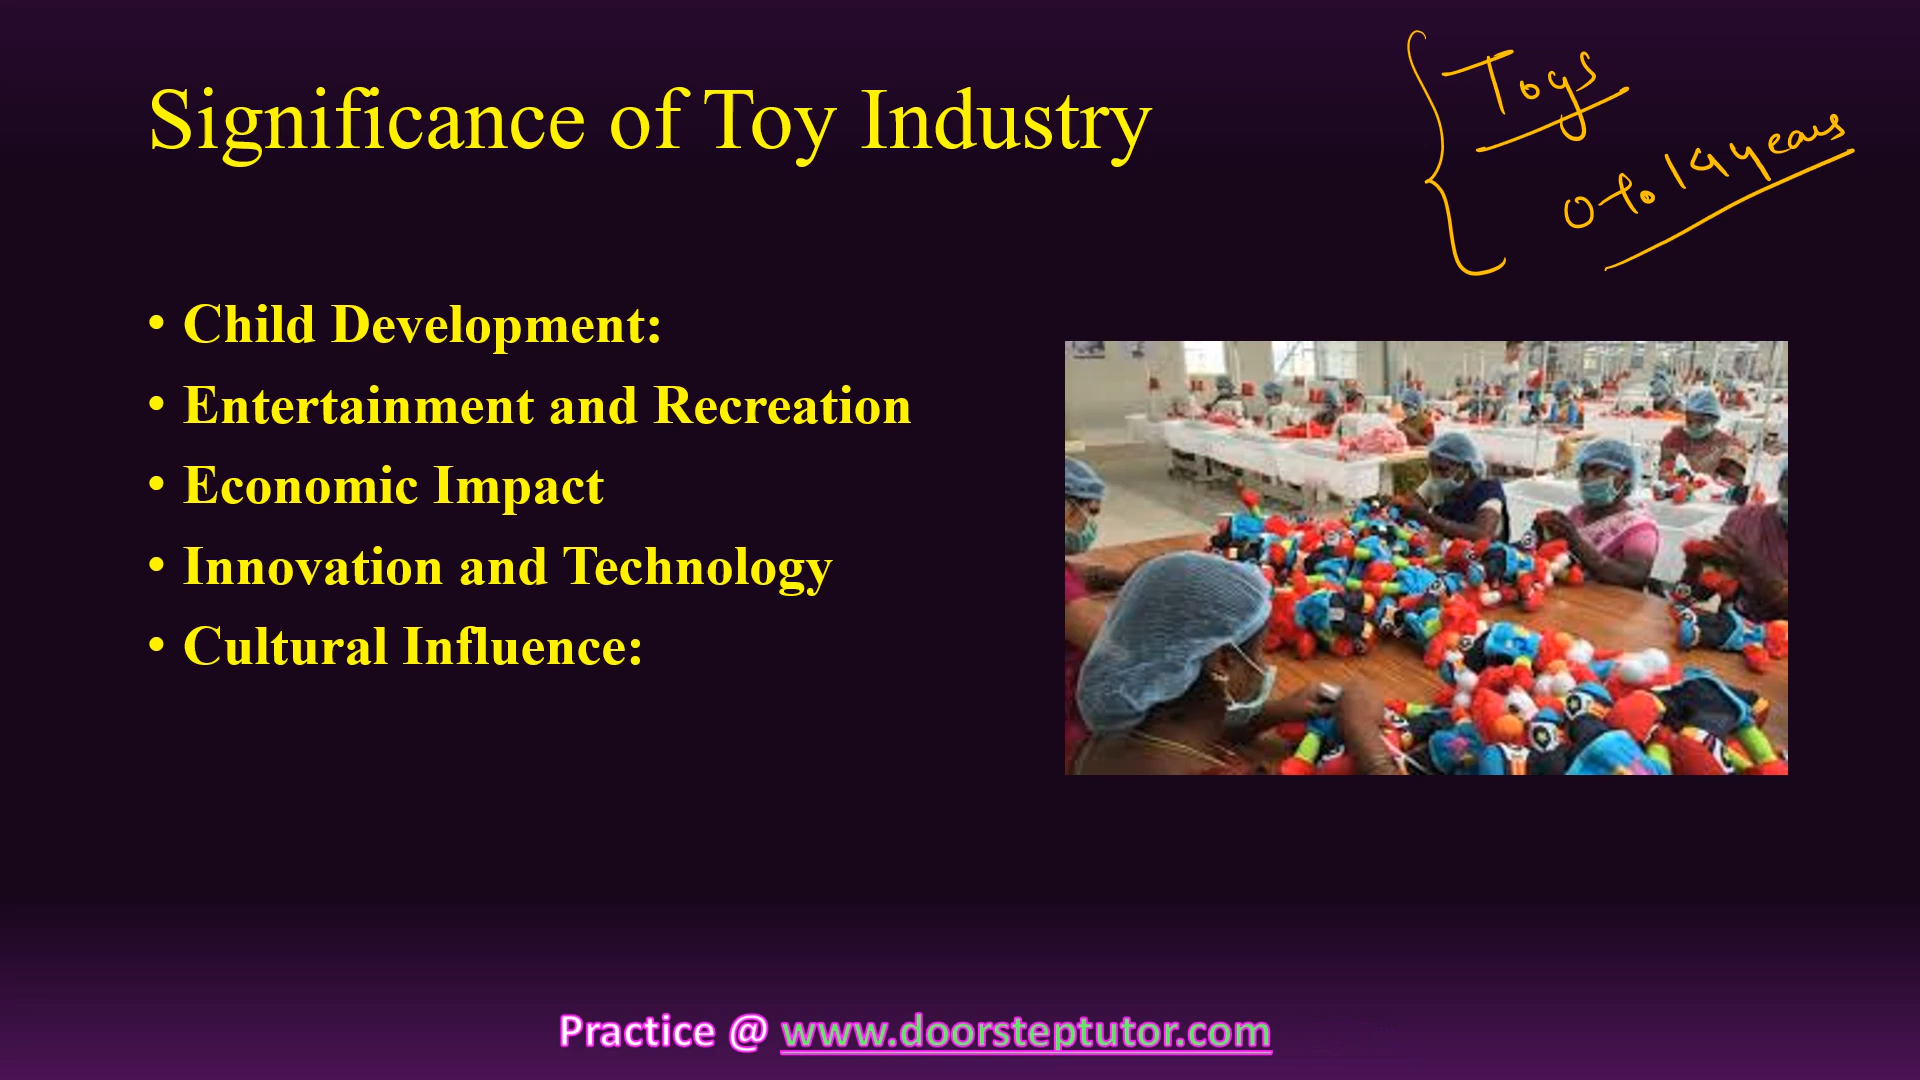 Significance of Toy Industry
Toys
0 to 14 years
• Child Development:
• Entertainment and Recreation
• Economic Impact
• Innovation and Technology
• Cultural Influence:
Practice @ www.doorsteptutor.com